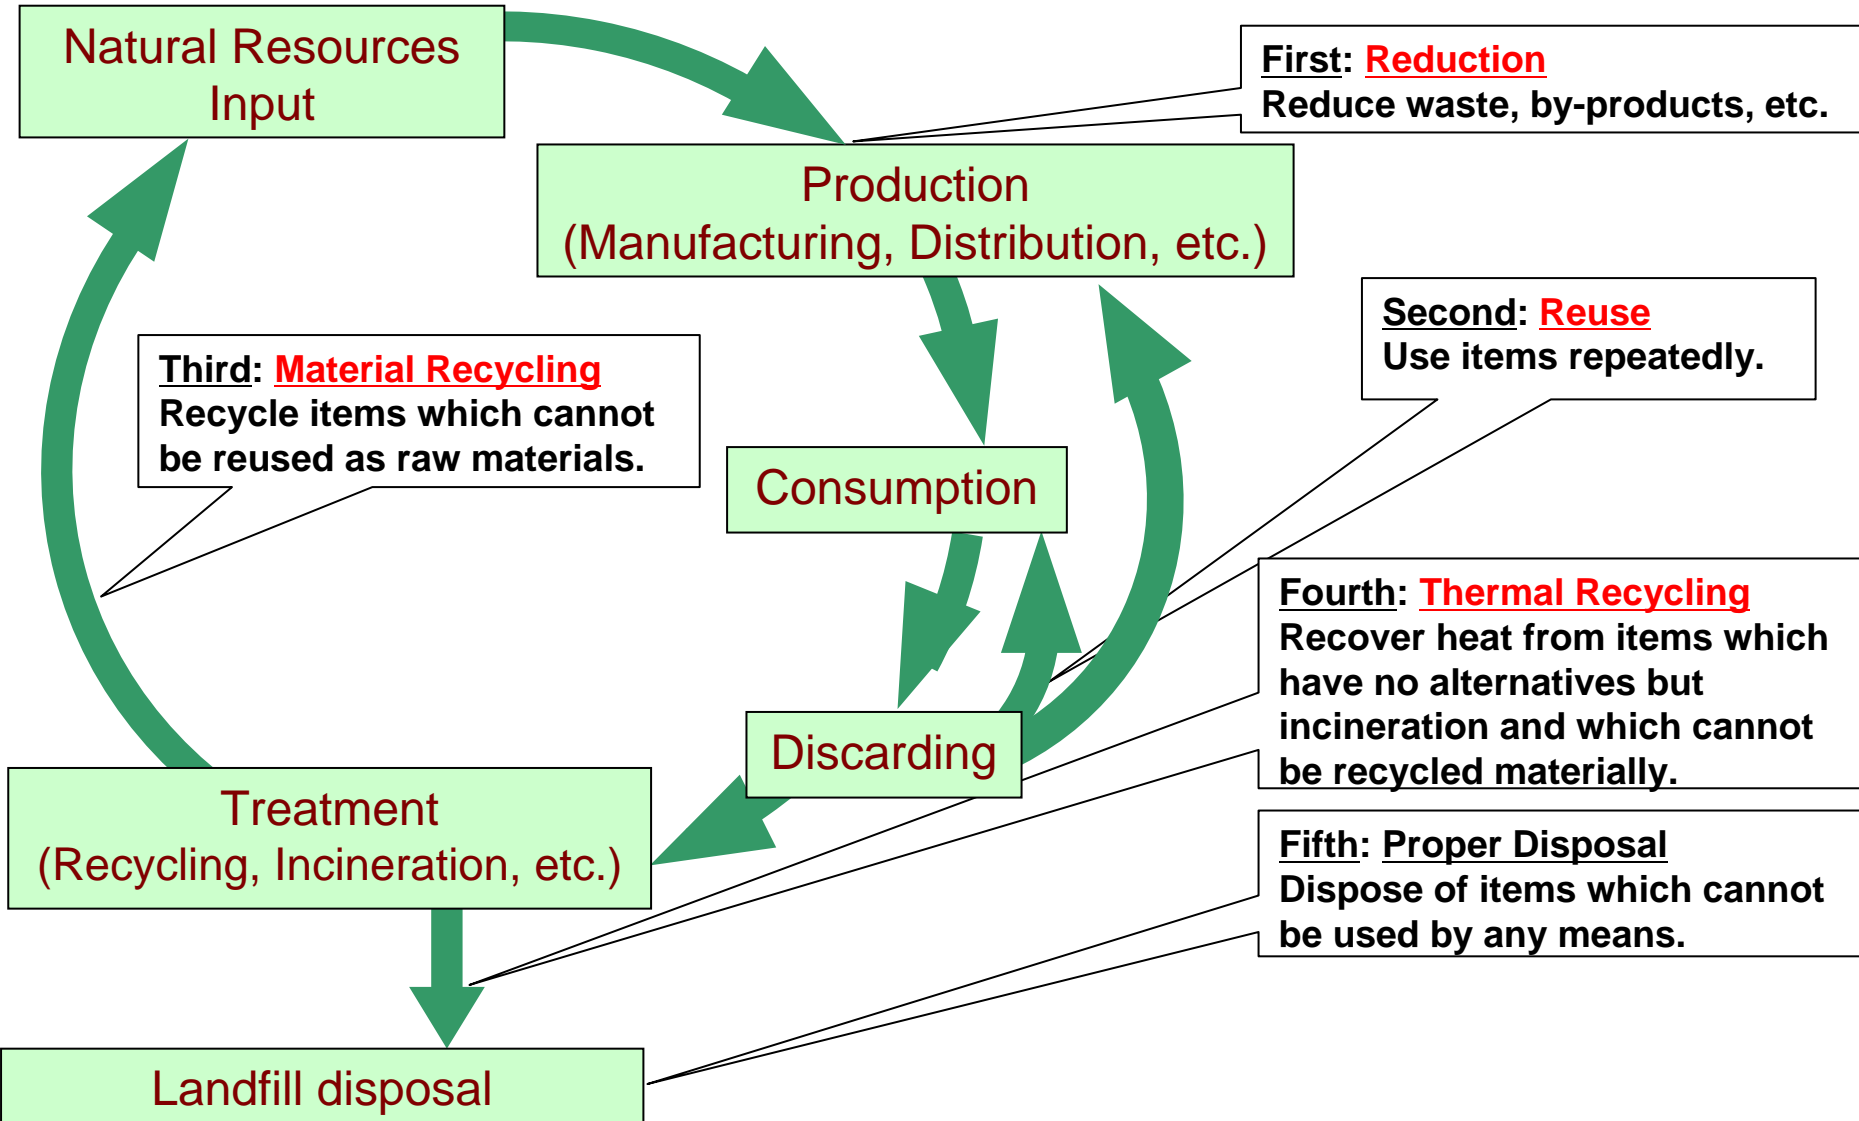 Natural Resources
Input
First: Reduction
Reduce waste, by-products, etc.
Production
(Manufacturing, Distribution, etc.)
Second: Reuse
Use items repeatedly.
Third: Material Recycling
Recycle items which cannot
be reused as raw materials.
Consumption
Fourth: Thermal Recycling
Recover heat from items which
have no alternatives but
incineration and which cannot
be recycled materially.
Discarding
Treatment
(Recycling, Incineration, etc.)
Fifth: Proper Disposal
Dispose of items which cannot
be used by any means.
Landfill disposal